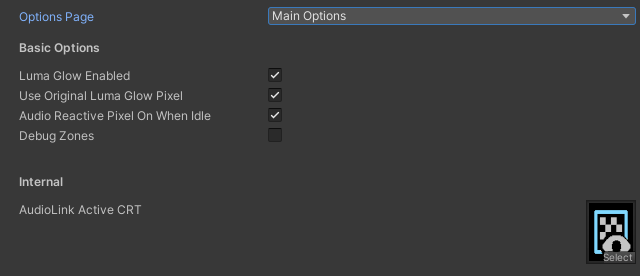 Options Page
Main Options
Basic Options
Luma Glow Enabled
Use Original Luma Glow Pixel
Audio Reactive Pixel On When Idle
Debug Zones
Internal
AudioLink Active CRT
Select